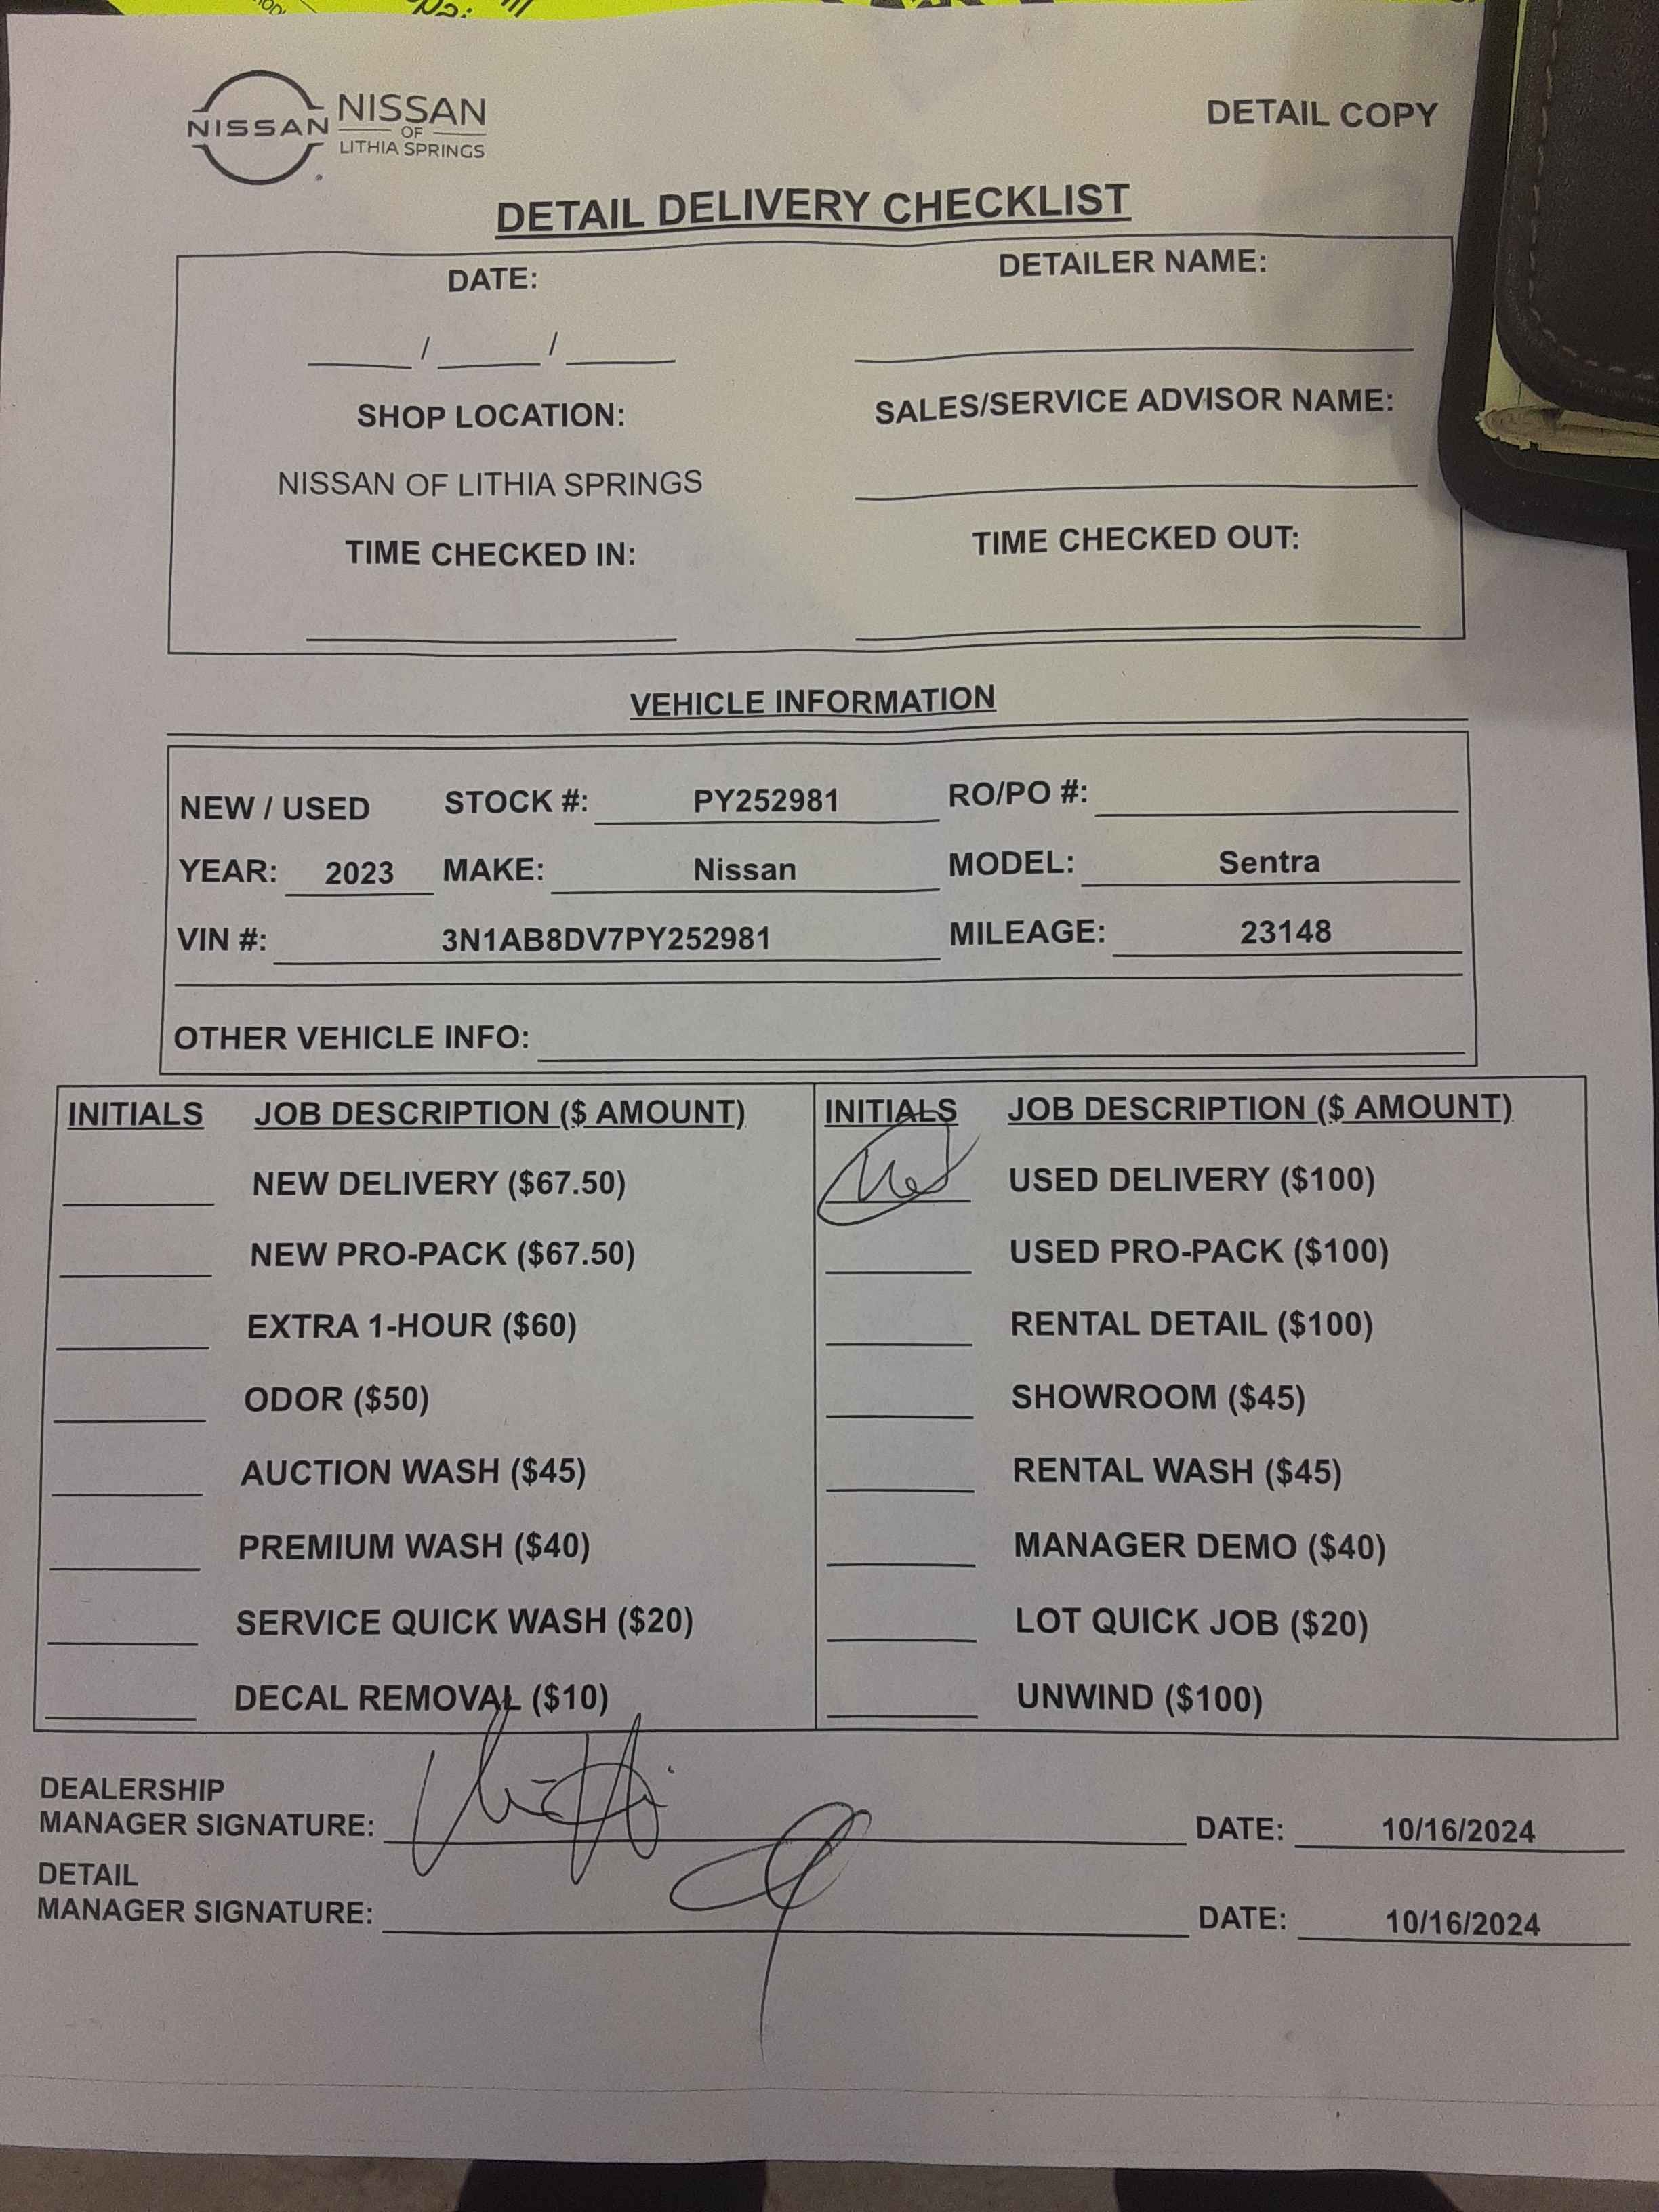 NISSAN
NISSAN
OF
LITHIA SPRINGS
DETAIL COPY
DETAIL DELIVERY CHECKLIST
DATE:
DETAILER NAME:
____/____/____
SHOP LOCATION:
SALES/SERVICE ADVISOR NAME:
NISSAN OF LITHIA SPRINGS
TIME CHECKED IN:
TIME CHECKED OUT:
VEHICLE INFORMATION
NEW / USED STOCK #: PY252981 RO/PO #:
YEAR: 2023 MAKE: Nissan MODEL: Sentra
VIN #: 3N1AB8DV7PY252981 MILEAGE: 23148
OTHER VEHICLE INFO:
INITIALS JOB DESCRIPTION ($ AMOUNT)
NEW DELIVERY ($67.50)
NEW PRO-PACK ($67.50)
EXTRA 1-HOUR ($60)
ODOR ($50)
AUCTION WASH ($45)
PREMIUM WASH ($40)
SERVICE QUICK WASH ($20)
DECAL REMOVAL ($10)
INITIALS JOB DESCRIPTION ($ AMOUNT)
USED DELIVERY ($100)
USED PRO-PACK ($100)
RENTAL DETAIL ($100)
SHOWROOM ($45)
RENTAL WASH ($45)
MANAGER DEMO ($40)
LOT QUICK JOB ($20)
UNWIND ($100)
DEALERSHIP
MANAGER SIGNATURE: DATE: 10/16/2024
DETAIL
MANAGER SIGNATURE: DATE: 10/16/2024